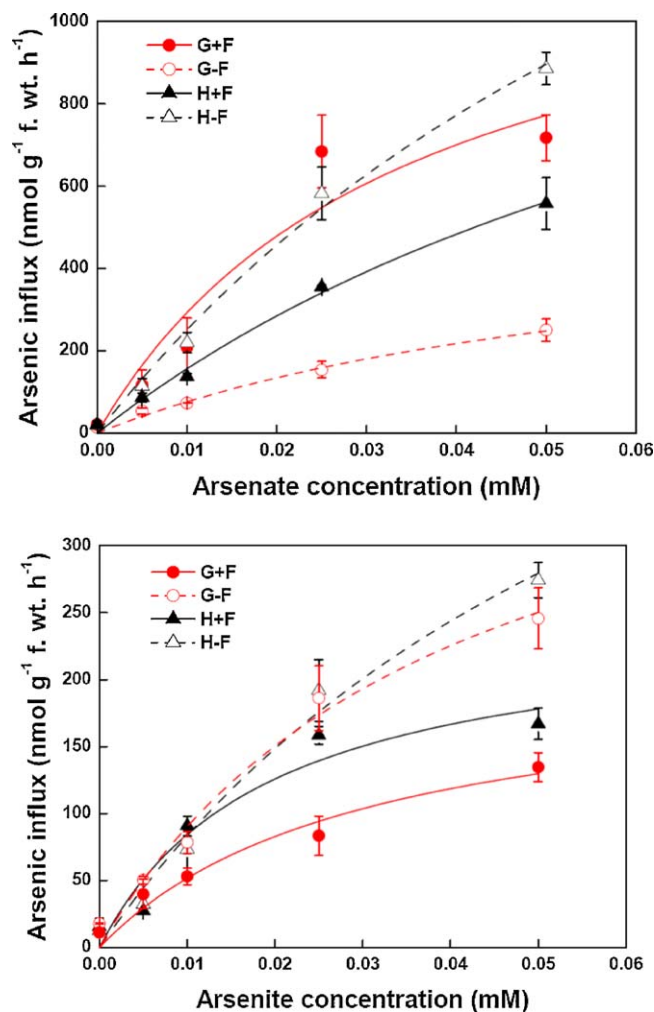 1000
800
600
400
200
0
G+F
G-F
H+F
H-F
Arsenic influx (nmol g⁻¹ f. wt. h⁻¹)
0.00 0.01 0.02 0.03 0.04 0.05 0.06
Arsenate concentration (mM)
300
250
200
150
100
50
0
G+F
G-F
H+F
H-F
Arsenic influx (nmol g⁻¹ f. wt. h⁻¹)
0.00 0.01 0.02 0.03 0.04 0.05 0.06
Arsenite concentration (mM)